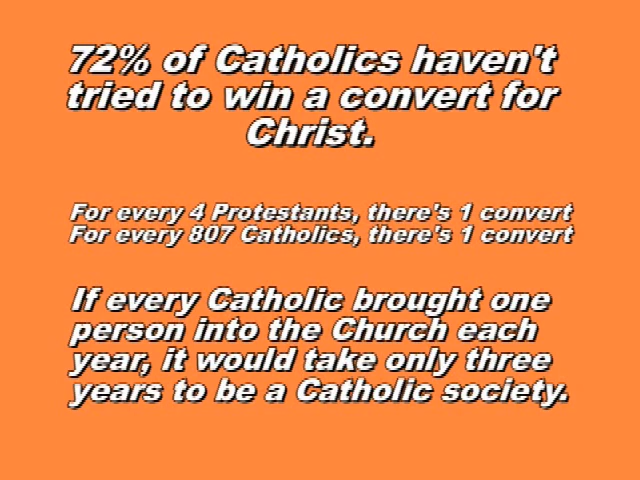 72% of Catholics haven't
tried to win a convert for
Christ.
For every 4 Protestants, there's 1 convert
For every 807 Catholics, there's 1 convert
If every Catholic brought one
person into the Church each
year, it would take only three
years to be a Catholic society.